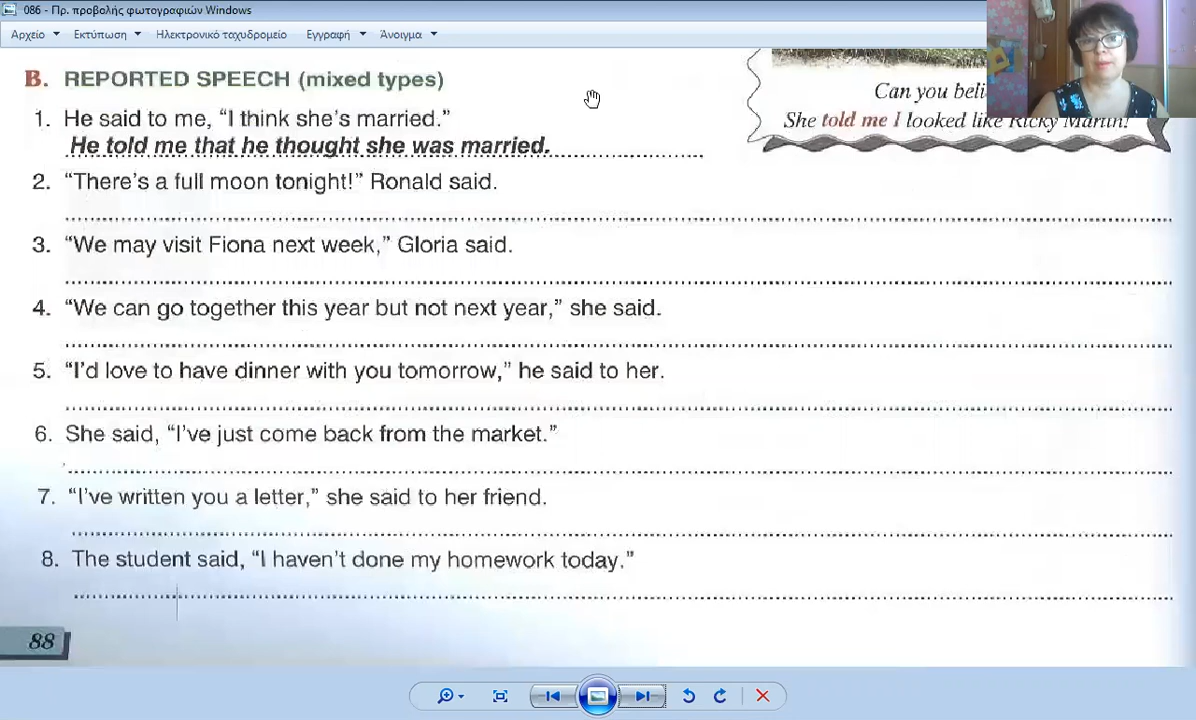 086 - Πρ. προβολής φωτογραφιών Windows
Αρχείο Εκτύπωση Ηλεκτρονικό ταχυδρομείο Εγγραφή Άνοιγμα
B. REPORTED SPEECH (mixed types)
Can you beli
She told me I looked like Ricky Martin!
1. He said to me, “I think she's married.”
He told me that he thought she was married.
2. “There's a full moon tonight!” Ronald said.
3. “We may visit Fiona next week,” Gloria said.
4. “We can go together this year but not next year,” she said.
5. “I'd love to have dinner with you tomorrow,” he said to her.
6. She said, “I've just come back from the market.”
7. “I've written you a letter,” she said to her friend.
8. The student said, “I haven't done my homework today.”
88